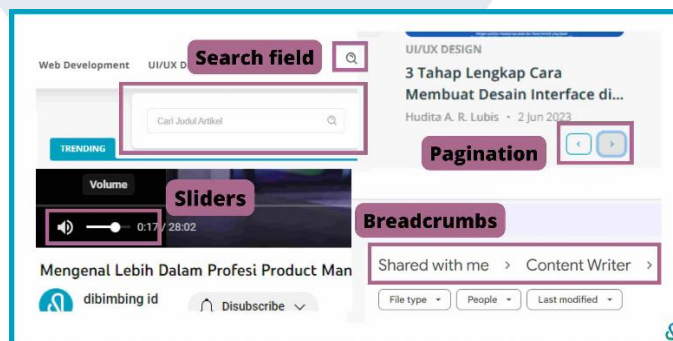 Web Development UI/UX D
Search field
Cari Judul Artikel
TRENDING
UI/UX DESIGN
3 Tahap Lengkap Cara
Membuat Desain Interface di...
Hudita A. R. Lubis • 2 Jun 2023
Pagination
< >
Volume
Sliders
0:17 / 28:02
Mengenal Lebih Dalam Profesi Product Man
dibimbing id
Disubscribe
Breadcrumbs
Shared with me > Content Writer >
File type People Last modified